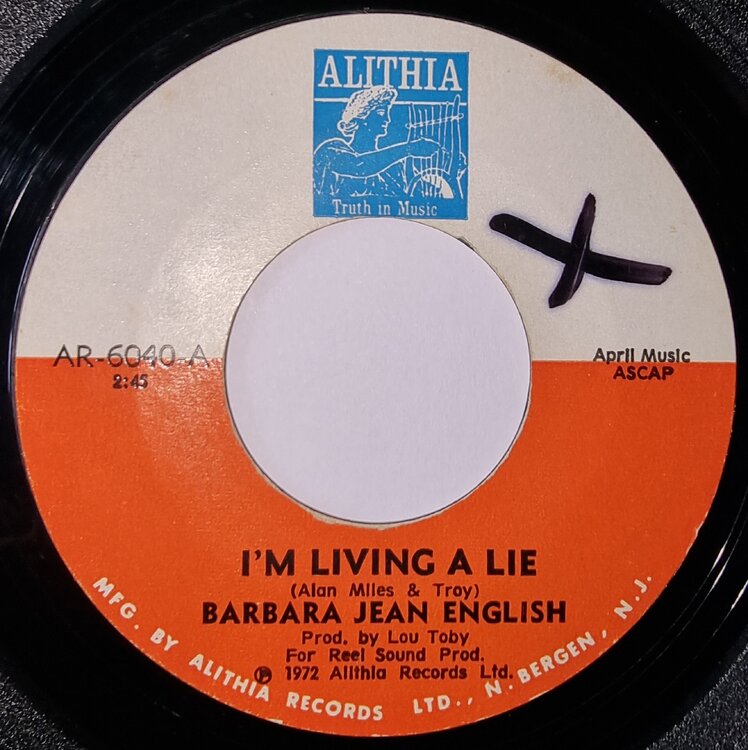 ALITHIA
Truth in Music
AR-6040-A
2:45
April Music
ASCAP
I'M LIVING A LIE
(Alan Miles & Troy)
BARBARA JEAN ENGLISH
Prod. by Lou Toby
For Reel Sound Prod.
℗ 1972 Alithia Records Ltd.
MFG. BY ALITHIA RECORDS LTD., N. BERGEN, N. J.